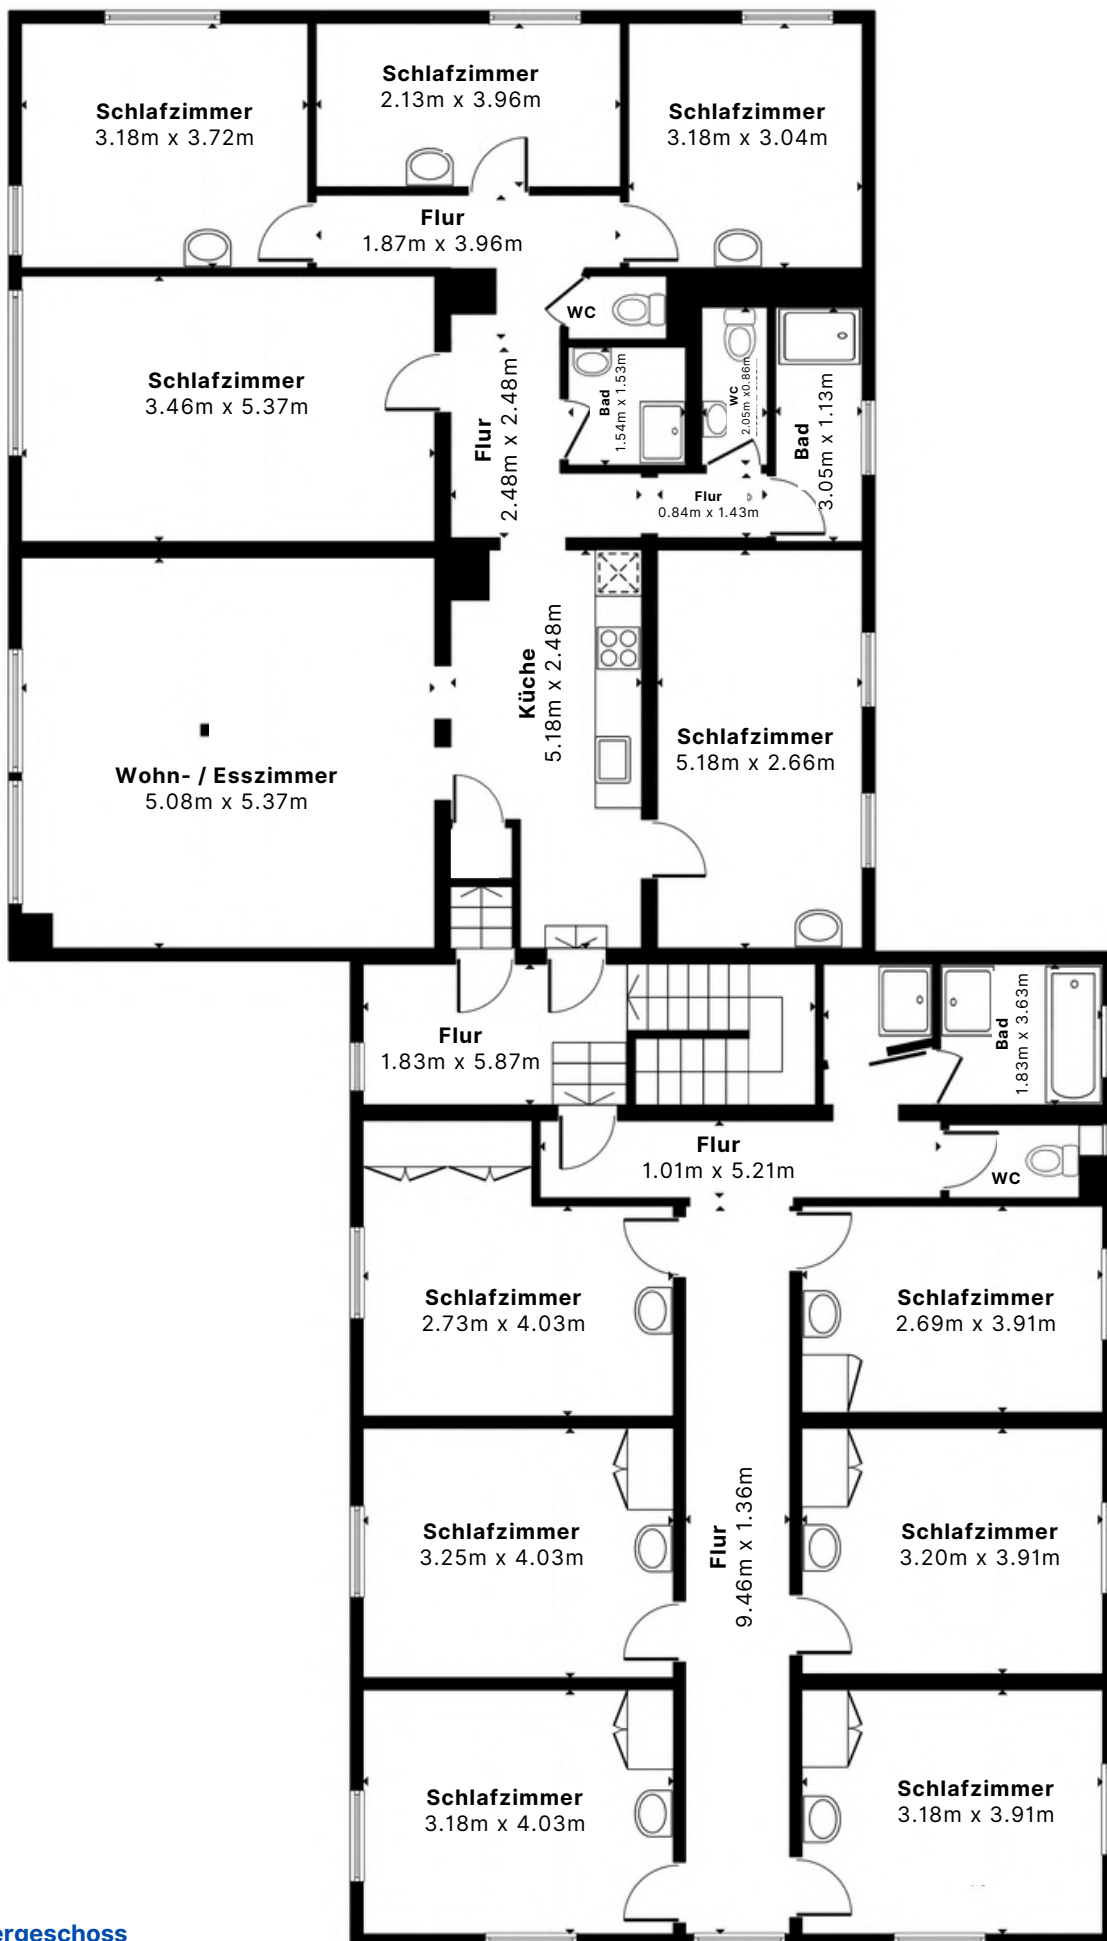 Schlafzimmer
3.18m x 3.72m
Schlafzimmer
2.13m x 3.96m
Schlafzimmer
3.18m x 3.04m
Flur
1.87m x 3.96m
WC
Schlafzimmer
3.46m x 5.37m
Flur
2.48m x 2.48m
Bad
1.54m x 1.53m
WC
2.05m x0.86m
Bad
3.05m x 1.13m
Flur
0.84m x 1.43m
Küche
5.18m x 2.48m
Schlafzimmer
5.18m x 2.66m
Wohn- / Esszimmer
5.08m x 5.37m
Flur
1.83m x 5.87m
Bad
1.83m x 3.63m
Flur
1.01m x 5.21m
WC
Schlafzimmer
2.73m x 4.03m
Schlafzimmer
2.69m x 3.91m
Schlafzimmer
3.25m x 4.03m
Flur
9.46m x 1.36m
Schlafzimmer
3.20m x 3.91m
Schlafzimmer
3.18m x 4.03m
Schlafzimmer
3.18m x 3.91m
ergeschoss